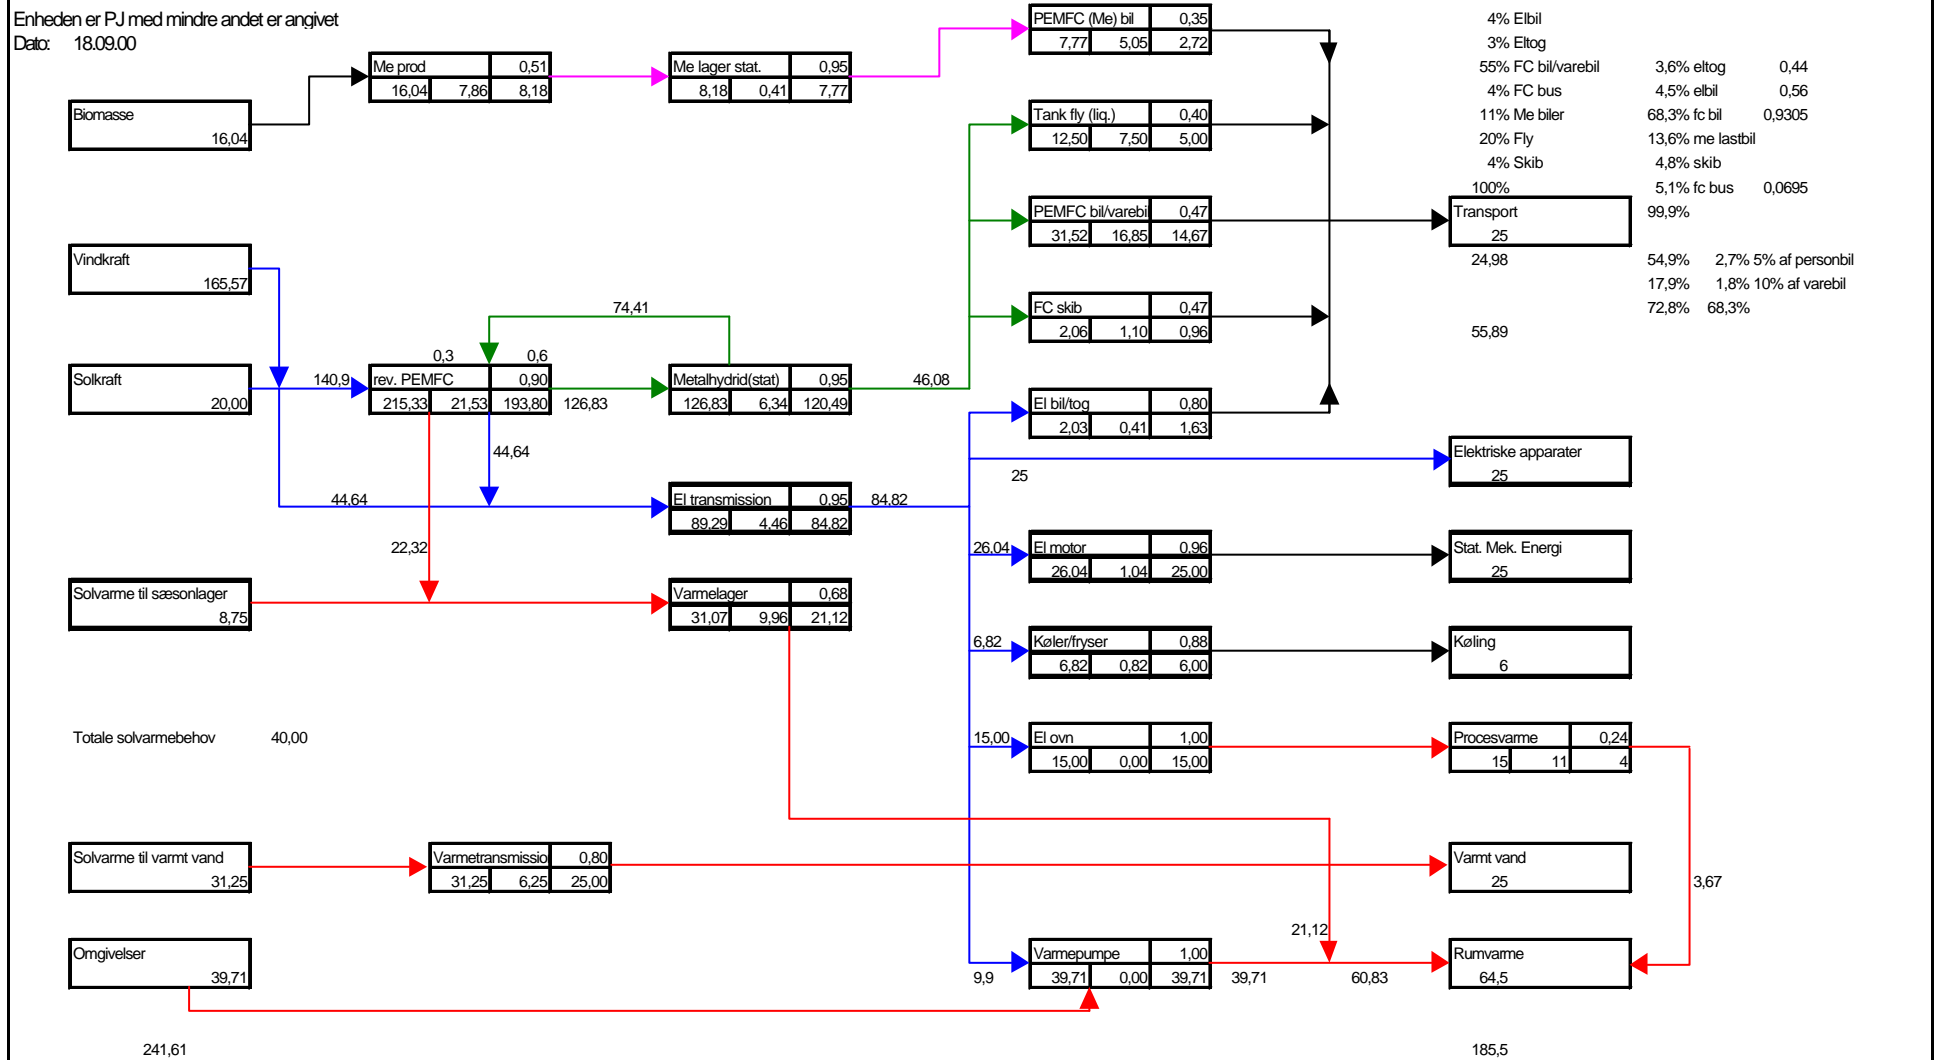 Enheden er PJ med mindre andet er angivet
Dato: 18.09.00
PEMFC (Me) bil 0,35
7,77 5,05 2,72
4% Elbil
3% Eltog
55% FC bil/varebil 3,6% eltog 0,44
4% FC bus 4,5% elbil 0,56
11% Me biler 68,3% fc bil 0,9305
20% Fly 13,6% me lastbil
4% Skib 4,8% skib
100% 5,1% fc bus 0,0695
99,9%
Me prod 0,51
16,04 7,86 8,18
Me lager stat. 0,95
8,18 0,41 7,77
Biomasse
16,04
Tank fly (liq.) 0,40
12,50 7,50 5,00
PEMFC bil/varebil 0,47
31,52 16,85 14,67
Transport
25
24,98
54,9% 2,7% 5% af personbil
17,9% 1,8% 10% af varebil
72,8% 68,3%
55,89
Vindkraft
165,57
74,41
FC skib 0,47
2,06 1,10 0,96
0,3 0,6
Solkraft
20,00
140,9
rev. PEMFC 0,90
215,33 21,53 193,80
126,83
Metalhydrid(stat) 0,95
126,83 6,34 120,49
46,08
El bil/tog 0,80
2,03 0,41 1,63
44,64
25
Elektriske apparater
25
44,64
El transmission 0,95
89,29 4,46 84,82
84,82
22,32
26,04
El motor 0,96
26,04 1,04 25,00
Stat. Mek. Energi
25
Solvarme til sæsonlager
8,75
Varmelager 0,68
31,07 9,96 21,12
6,82
Køler/fryser 0,88
6,82 0,82 6,00
Køling
6
Totale solvarmebehov 40,00
15,00
El ovn 1,00
15,00 0,00 15,00
Procesvarme 0,24
15 11 4
Solvarme til varmt vand
31,25
Varmetransmissio 0,80
31,25 6,25 25,00
Varmt vand
25
3,67
21,12
Omgivelser
39,71
9,9
Varmepumpe 1,00
39,71 0,00 39,71
39,71
60,83
Rumvarme
64,5
241,61
185,5